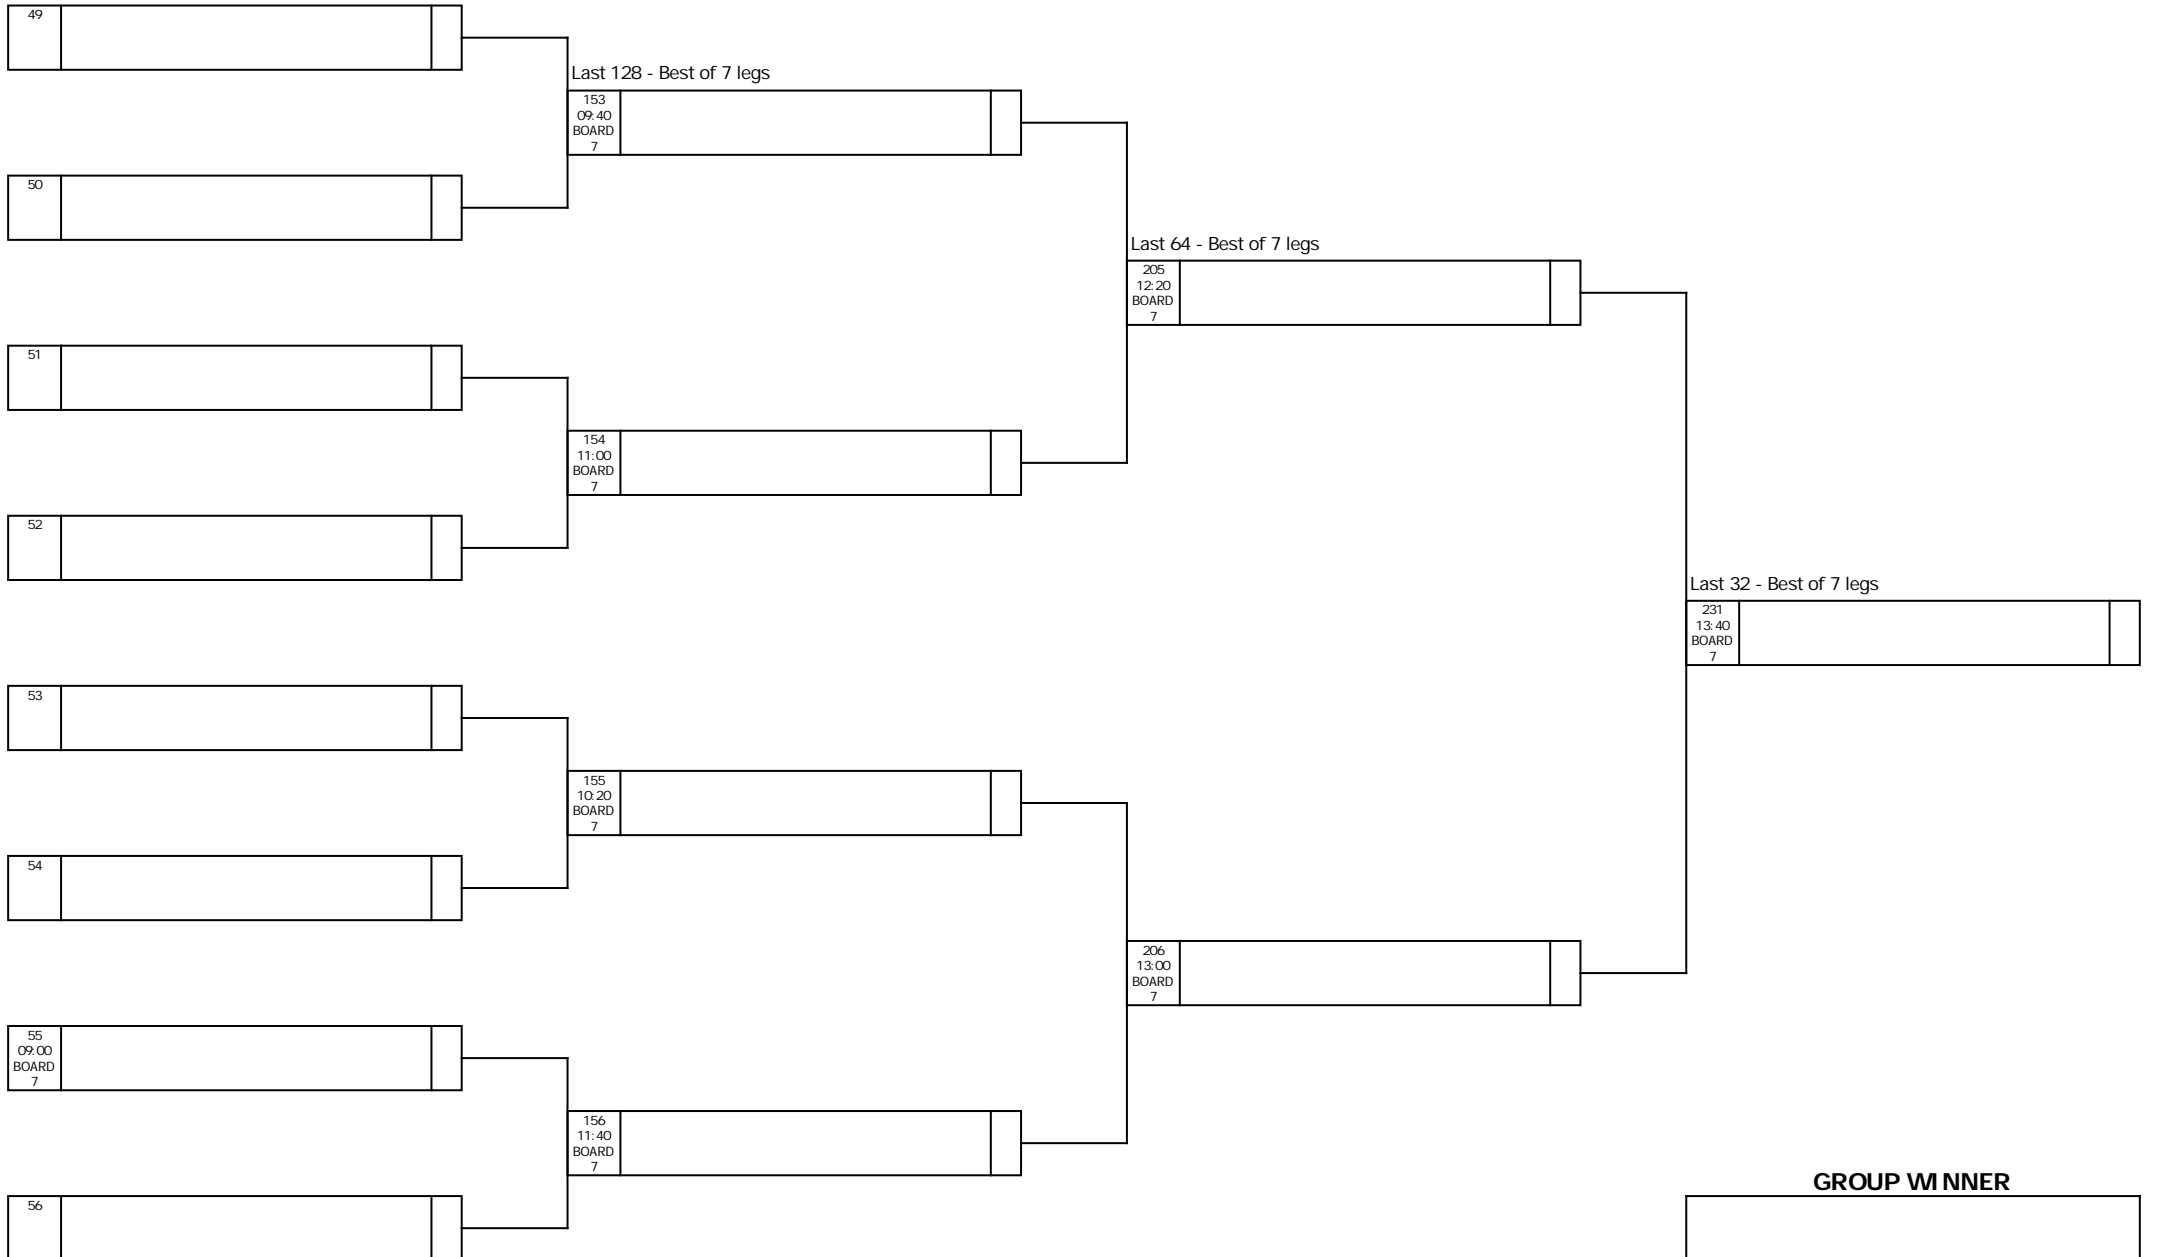 49
Last 128 - Best of 7 legs
153
09:40
BOARD
7
50
Last 64 - Best of 7 legs
205
12:20
BOARD
7
51
154
11:00
BOARD
7
52
Last 32 - Best of 7 legs
231
13:40
BOARD
7
53
155
10:20
BOARD
7
54
206
13:00
BOARD
7
55
09:00
BOARD
7
156
11:40
BOARD
7
GROUP WINNER
56